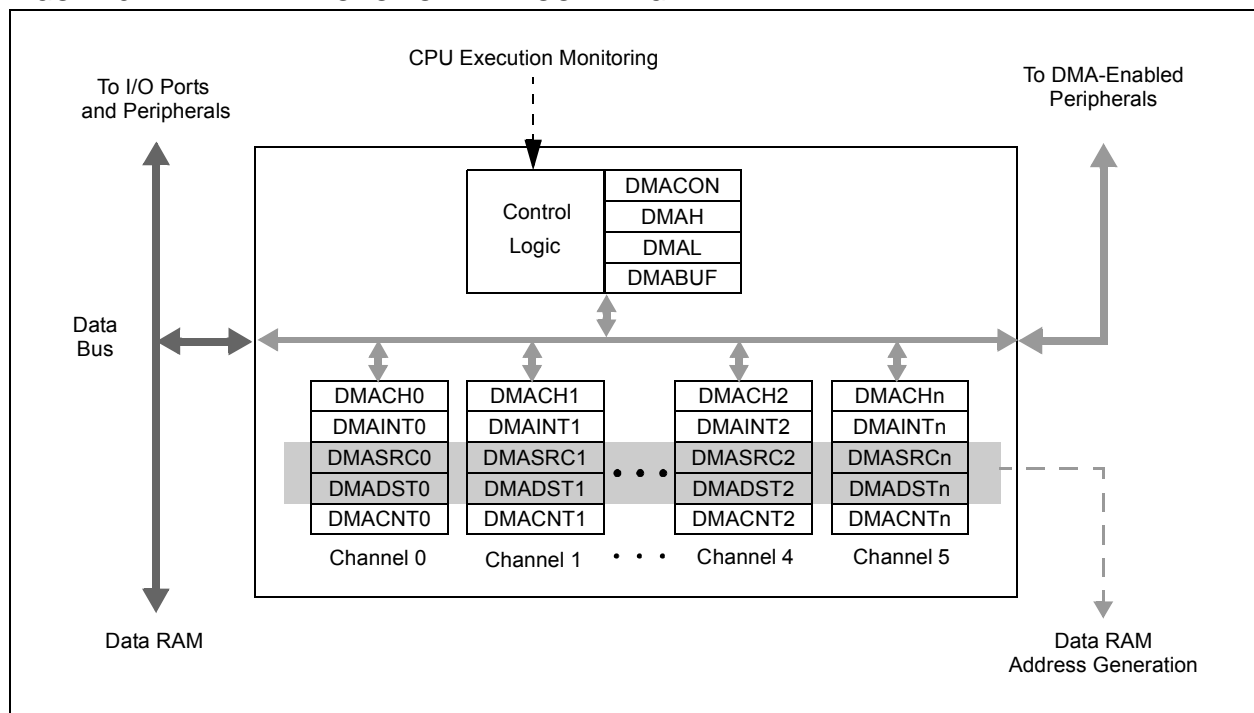 CPU Execution Monitoring
To I/O Ports
and Peripherals
To DMA-Enabled
Peripherals
Control
Logic
DMACON
DMAH
DMAL
DMABUF
Data
Bus
DMACH0
DMAINT0
DMASRC0
DMADST0
DMACNT0
Channel 0
DMACH1
DMAINT1
DMASRC1
DMADST1
DMACNT1
Channel 1
• • •
• • •
DMACH2
DMAINT2
DMASRC2
DMADST2
DMACNT2
Channel 4
DMACHn
DMAINTn
DMASRCn
DMADSTn
DMACNTn
Channel 5
Data RAM
Data RAM
Address Generation